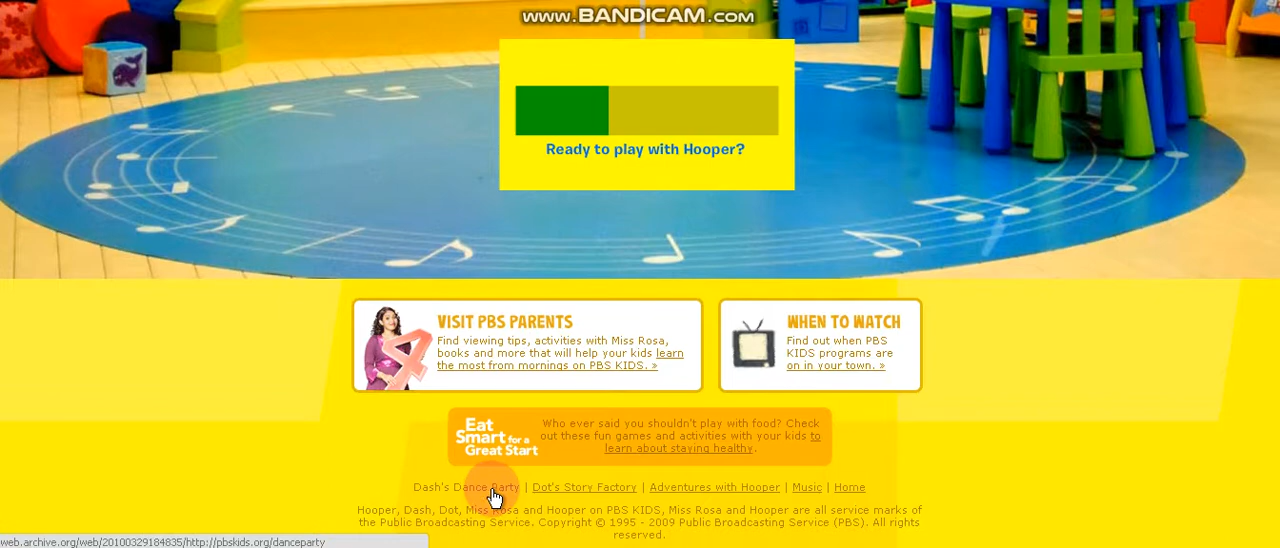 www.BANDICAM.com
Ready to play with Hooper?
VISIT PBS PARENTS
Find viewing tips, activities with Miss Rosa,
books and more that will help your kids learn
the most from mornings on PBS KIDS. »
WHEN TO WATCH
Find out when PBS
KIDS programs are
on in your town. »
Eat
Smart for a
Great Start
Who ever said you shouldn't play with food? Check
out these fun games and activities with your kids to
learn about staying healthy.
Dash's Dance Party | Dot's Story Factory | Adventures with Hooper | Music | Home
Hooper, Dash, Dot, Miss Rosa and Hooper on PBS KIDS, Miss Rosa and Hooper are all service marks of
the Public Broadcasting Service. Copyright © 1995 - 2009 Public Broadcasting Service (PBS). All rights
reserved.
web.archive.org/web/20100329184835/http://pbskids.org/danceparty